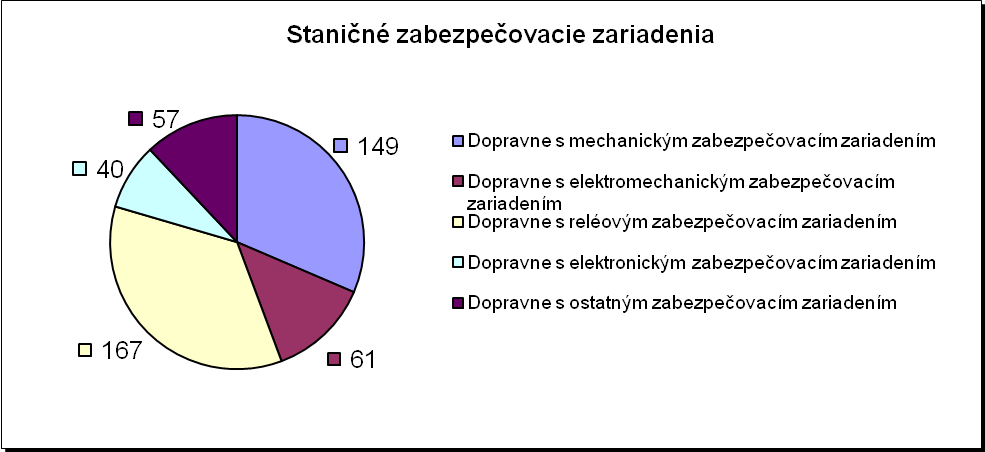 Staničné zabezpečovacie zariadenia
57
149
40
167
61
Dopravne s mechanickým zabezpečovacím zariadením
Dopravne s elektromechanickým zabezpečovacím
zariadením
Dopravne s reléovým zabezpečovacím zariadením
Dopravne s elektronickým zabezpečovacím zariadením
Dopravne s ostatným zabezpečovacím zariadením